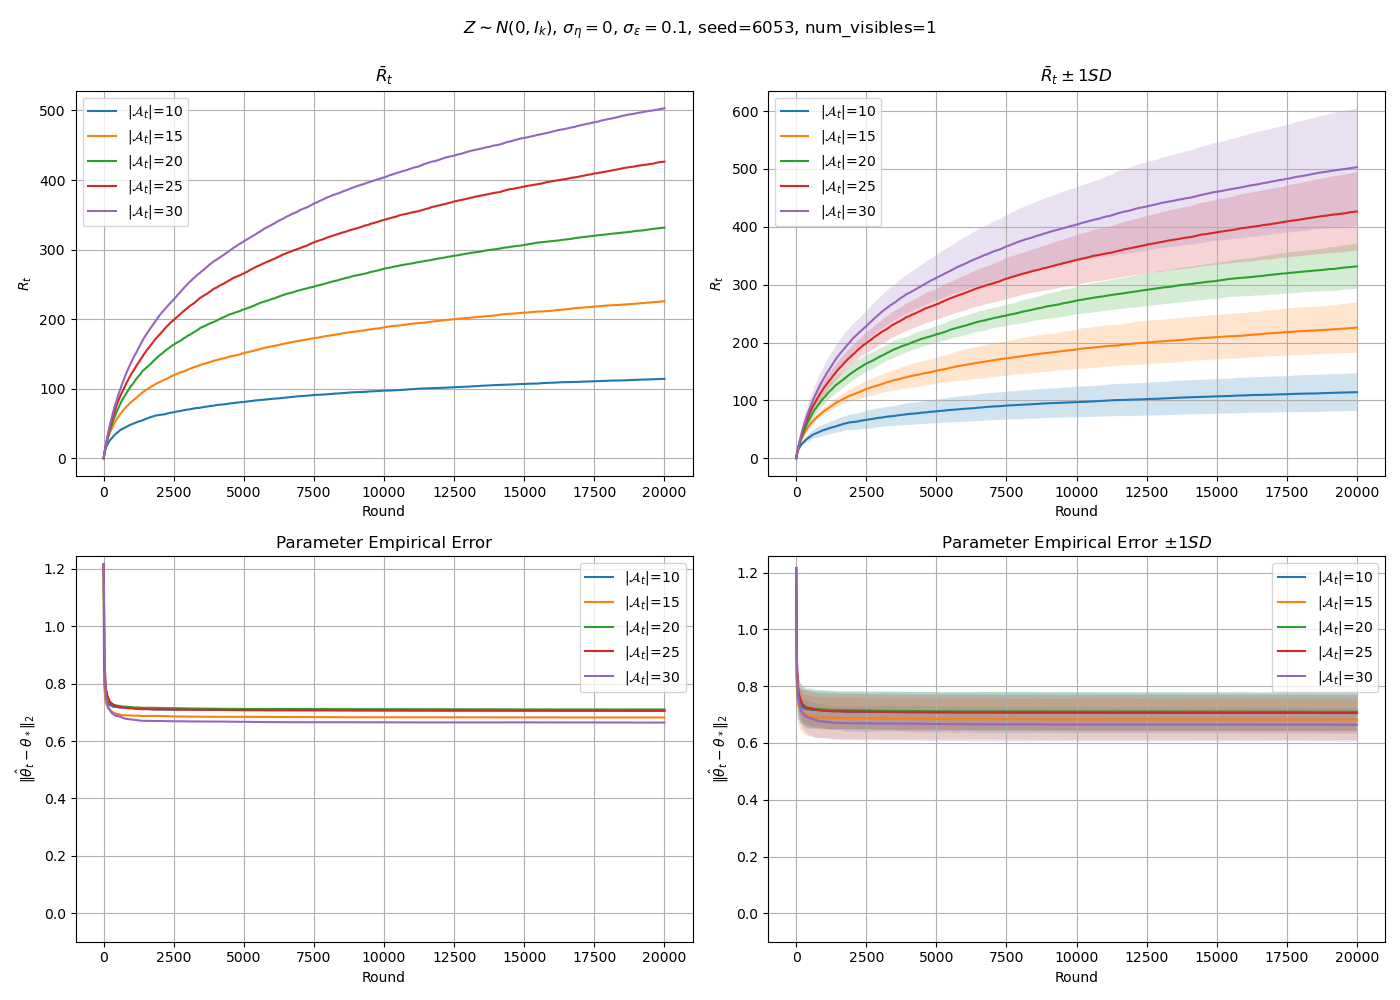 Z ∼ N(0, I_k), σ_η = 0, σ_ε = 0.1, seed=6053, num_visibles=1
R̄_t
R_t
500
400
300
200
100
0
|𝒜_t|=10
|𝒜_t|=15
|𝒜_t|=20
|𝒜_t|=25
|𝒜_t|=30
0 2500 5000 7500 10000 12500 15000 17500 20000
Round
R̄_t ± 1SD
R_t
600
500
400
300
200
100
0
|𝒜_t|=10
|𝒜_t|=15
|𝒜_t|=20
|𝒜_t|=25
|𝒜_t|=30
0 2500 5000 7500 10000 12500 15000 17500 20000
Round
Parameter Empirical Error
‖θ̂_t − θ_*‖_2
1.2
1.0
0.8
0.6
0.4
0.2
0.0
|𝒜_t|=10
|𝒜_t|=15
|𝒜_t|=20
|𝒜_t|=25
|𝒜_t|=30
0 2500 5000 7500 10000 12500 15000 17500 20000
Round
Parameter Empirical Error ±1SD
‖θ̂_t − θ_*‖_2
1.2
1.0
0.8
0.6
0.4
0.2
0.0
|𝒜_t|=10
|𝒜_t|=15
|𝒜_t|=20
|𝒜_t|=25
|𝒜_t|=30
0 2500 5000 7500 10000 12500 15000 17500 20000
Round